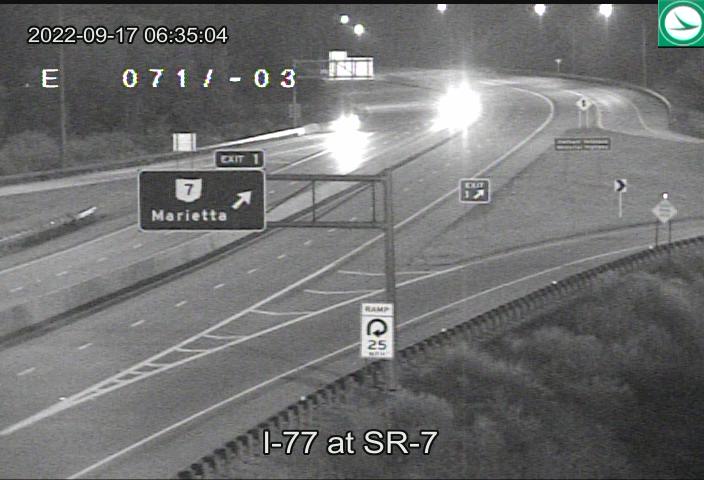 2022-09-17 06:35:04
E 071/-03
EXIT 1
7
Marietta
EXIT
1
RAMP
25
MPH
I-77 at SR-7